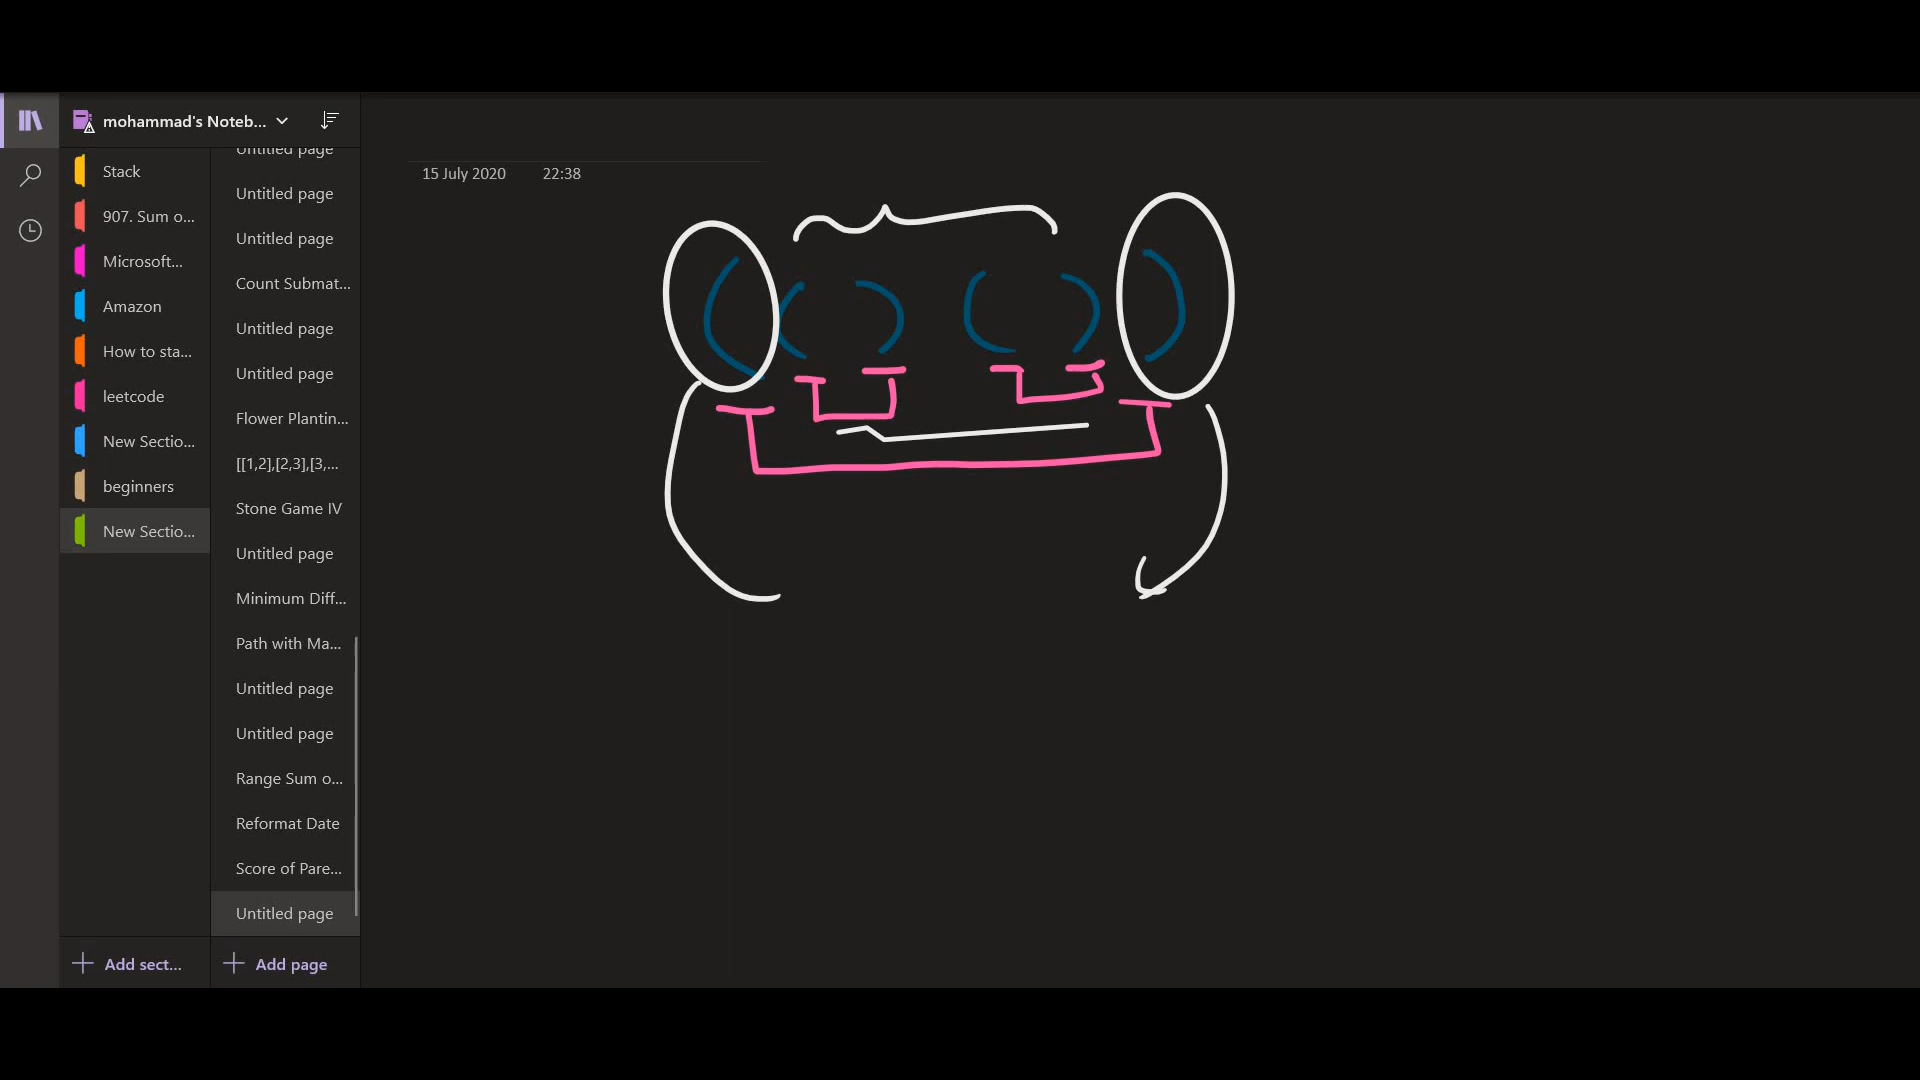 mohammad's Noteb...
Stack
907. Sum o...
Microsoft...
Amazon
How to sta...
leetcode
New Sectio...
beginners
New Sectio...
Add sect...
Untitled page
Untitled page
Untitled page
Count Submat...
Untitled page
Untitled page
Flower Plantin...
[[1,2],[2,3],[3,...
Stone Game IV
Untitled page
Minimum Diff...
Path with Ma...
Untitled page
Untitled page
Range Sum o...
Reformat Date
Score of Pare...
Untitled page
Add page
15 July 2020 22:38
( ( ) ( ) )